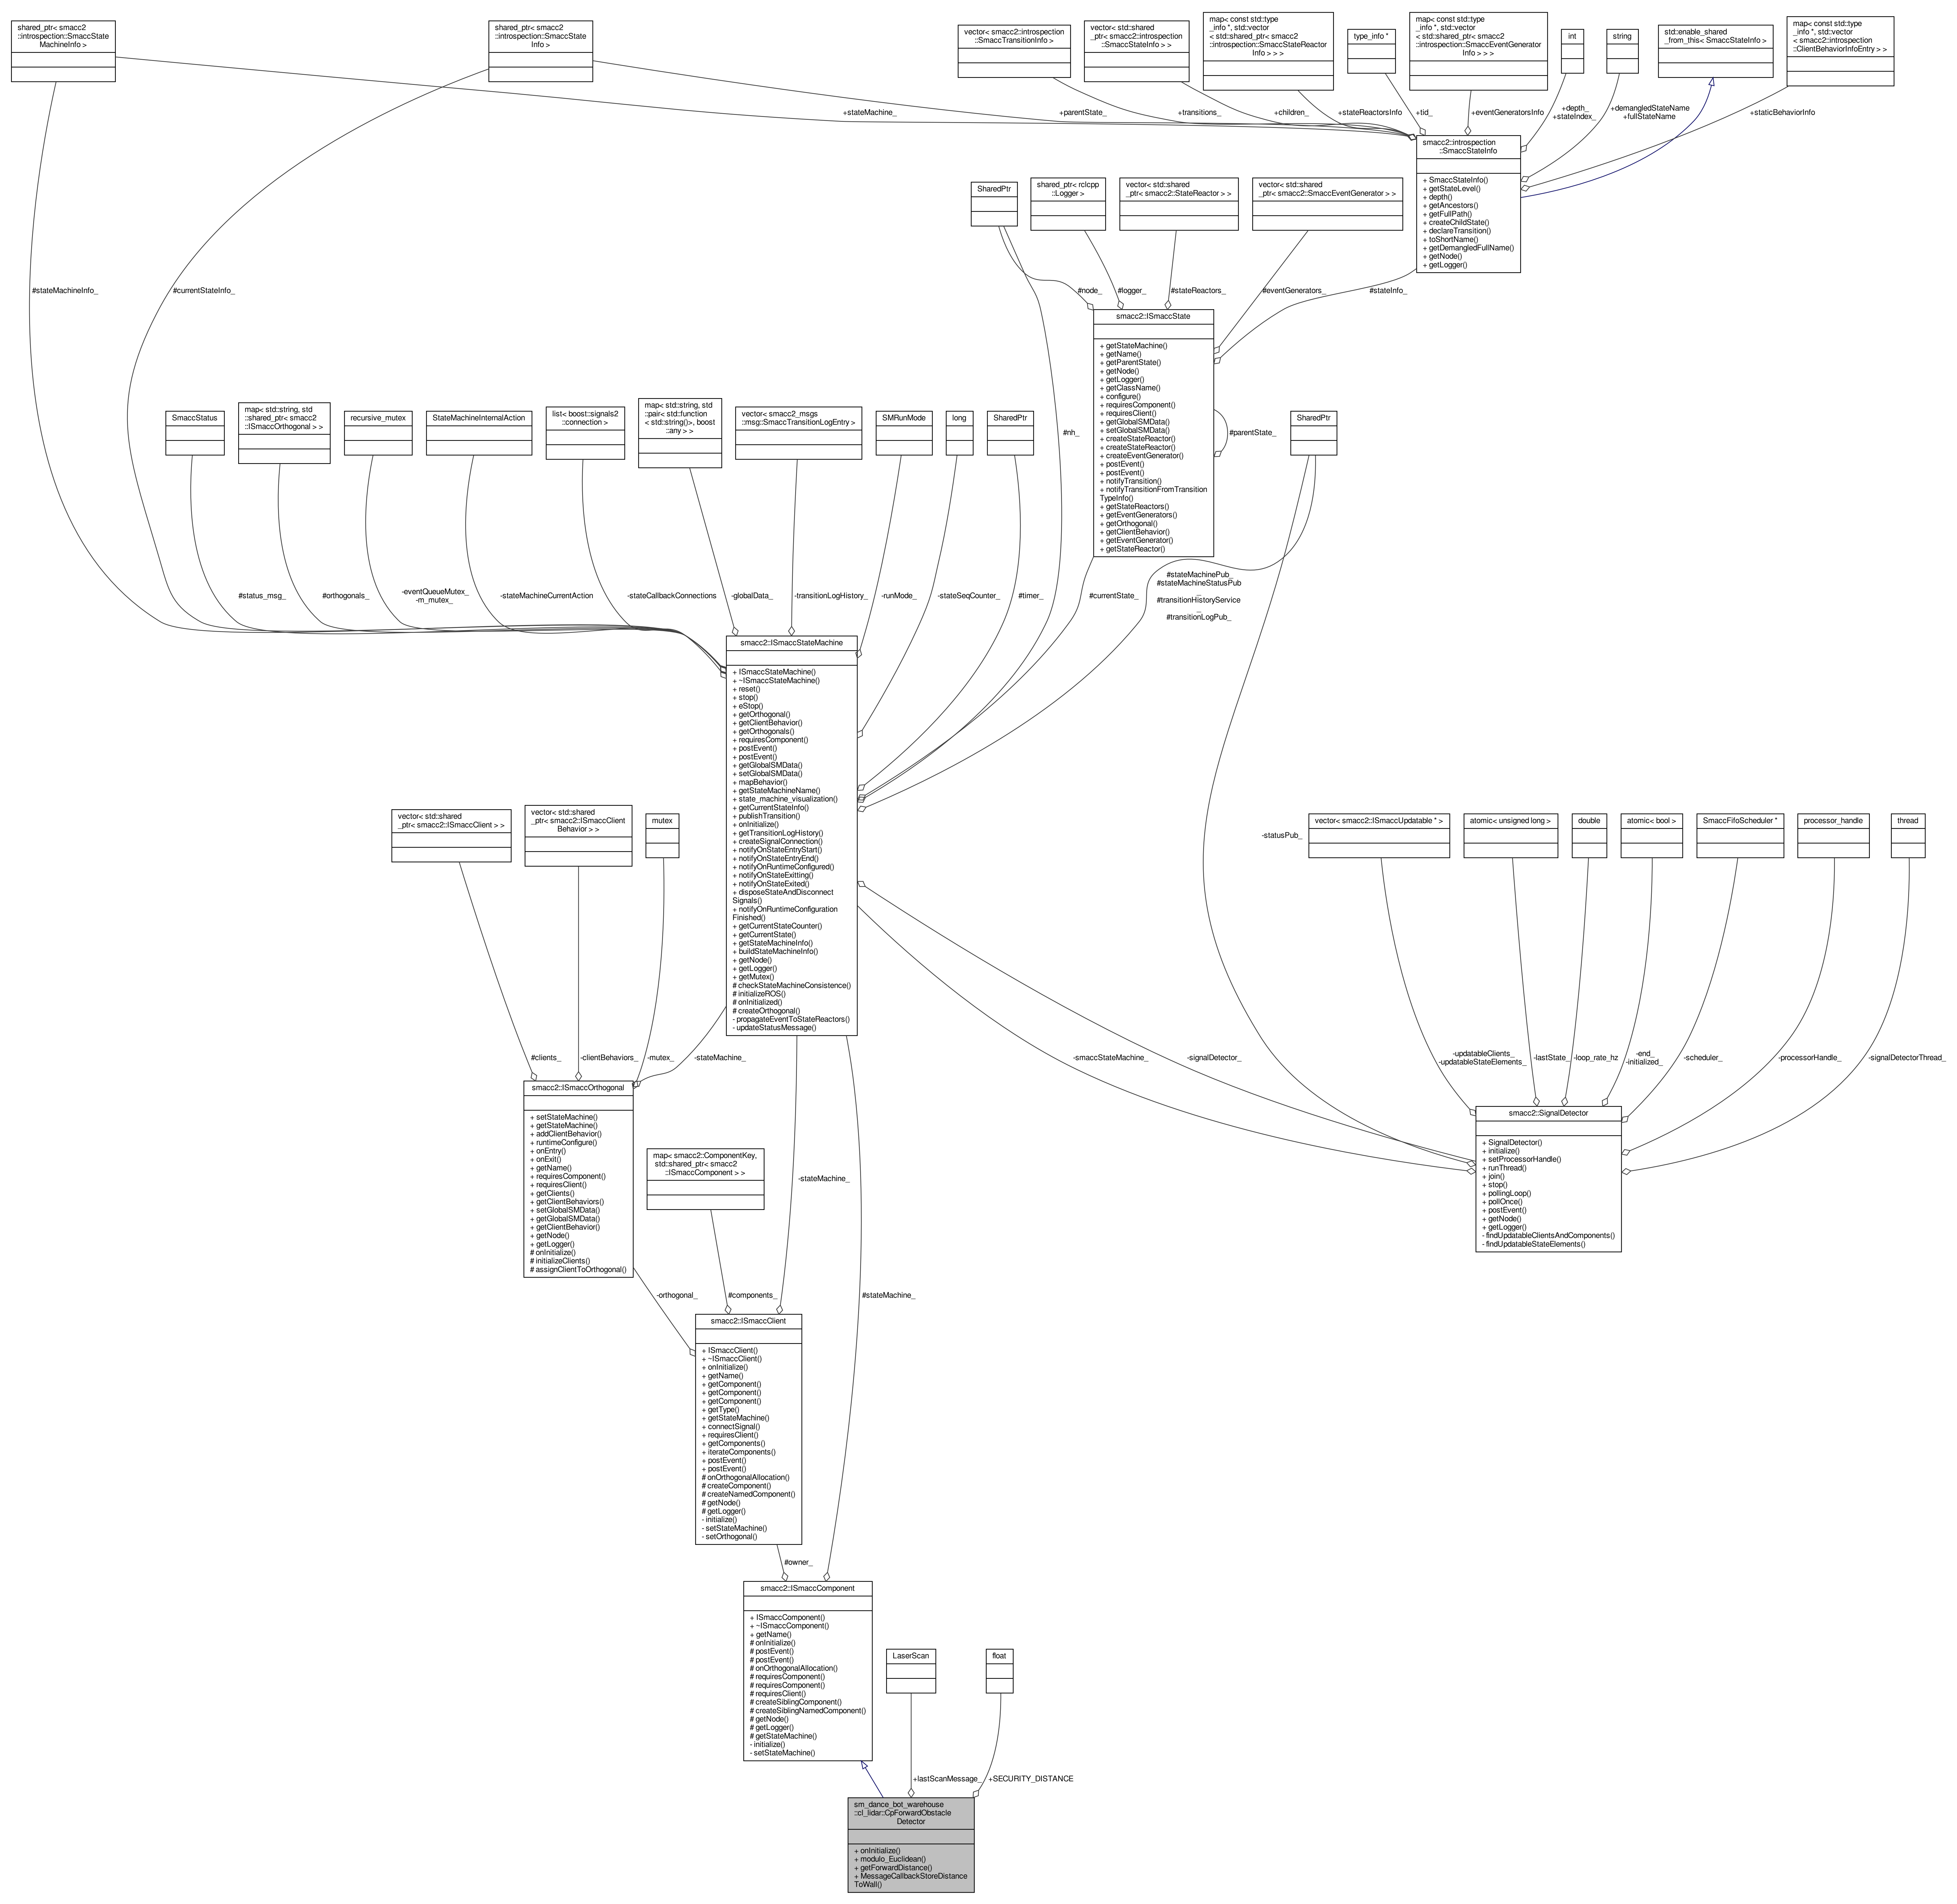 shared_ptr< smacc2
::introspection::SmaccState
MachineInfo >
shared_ptr< smacc2
::introspection::SmaccState
Info >
vector< smacc2::introspection
::SmaccTransitionInfo >
vector< std::shared
_ptr< smacc2::introspection
::SmaccStateInfo > >
map< const std::type
_info *, std::vector
< std::shared_ptr< smacc2
::introspection::SmaccStateReactor
Info > > >
type_info *
map< const std::type
_info *, std::vector
< std::shared_ptr< smacc2
::introspection::SmaccEventGenerator
Info > > >
int
string
std::enable_shared
_from_this< SmaccStateInfo >
map< const std::type
_info *, std::vector
< smacc2::introspection
::ClientBehaviorInfoEntry > >
+stateMachine_
+parentState_
+transitions_
+children_
+stateReactorsInfo
+tid_
+eventGeneratorsInfo
+depth_
+stateIndex_
+demangledStateName
+fullStateName
+staticBehaviorInfo
smacc2::introspection
::SmaccStateInfo
+ SmaccStateInfo()
+ getStateLevel()
+ depth()
+ getAncestors()
+ getFullPath()
+ createChildState()
+ declareTransition()
+ toShortName()
+ getDemangledFullName()
+ getNode()
+ getLogger()
SharedPtr
shared_ptr< rclcpp
::Logger >
vector< std::shared
_ptr< smacc2::StateReactor > >
vector< std::shared
_ptr< smacc2::SmaccEventGenerator > >
#stateMachineInfo_
#currentStateInfo_
#node_
#logger_
#stateReactors_
#eventGenerators_
#stateInfo_
smacc2::ISmaccState
+ getStateMachine()
+ getName()
+ getParentState()
+ getNode()
+ getLogger()
+ getClassName()
+ configure()
+ requiresComponent()
+ requiresClient()
+ getGlobalSMData()
+ setGlobalSMData()
+ createStateReactor()
+ createStateReactor()
+ createEventGenerator()
+ postEvent()
+ postEvent()
+ notifyTransition()
+ notifyTransitionFromTransition
TypeInfo()
+ getStateReactors()
+ getEventGenerators()
+ getOrthogonal()
+ getClientBehavior()
+ getEventGenerator()
+ getStateReactor()
#parentState_
#nh_
SmaccStatus
map< std::string, std
::shared_ptr< smacc2
::ISmaccOrthogonal > >
recursive_mutex
StateMachineInternalAction
list< boost::signals2
::connection >
map< std::string, std
::pair< std::function
< std::string()>, boost
::any > >
vector< smacc2_msgs
::msg::SmaccTransitionLogEntry >
SMRunMode
long
SharedPtr
SharedPtr
#status_msg_
#orthogonals_
-eventQueueMutex_
-m_mutex_
-stateMachineCurrentAction
-stateCallbackConnections
-globalData_
-transitionLogHistory_
-runMode_
-stateSeqCounter_
#timer_
#currentState_
#stateMachinePub_
#stateMachineStatusPub
_
#transitionHistoryService
_
#transitionLogPub_
smacc2::ISmaccStateMachine
+ ISmaccStateMachine()
+ ~ISmaccStateMachine()
+ reset()
+ stop()
+ eStop()
+ getOrthogonal()
+ getClientBehavior()
+ getOrthogonals()
+ requiresComponent()
+ postEvent()
+ postEvent()
+ getGlobalSMData()
+ setGlobalSMData()
+ mapBehavior()
+ getStateMachineName()
+ state_machine_visualization()
+ getCurrentStateInfo()
+ publishTransition()
+ onInitialize()
+ getTransitionLogHistory()
+ createSignalConnection()
+ notifyOnStateEntryStart()
+ notifyOnStateEntryEnd()
+ notifyOnRuntimeConfigured()
+ notifyOnStateExitting()
+ notifyOnStateExited()
+ disposeStateAndDisconnect
Signals()
+ notifyOnRuntimeConfiguration
Finished()
+ getCurrentStateCounter()
+ getCurrentState()
+ getStateMachineInfo()
+ buildStateMachineInfo()
+ getNode()
+ getLogger()
+ getMutex()
# checkStateMachineConsistence()
# initializeROS()
# onInitialized()
# createOrthogonal()
- propagateEventToStateReactors()
- updateStatusMessage()
vector< std::shared
_ptr< smacc2::ISmaccClient > >
vector< std::shared
_ptr< smacc2::ISmaccClient
Behavior > >
mutex
-statusPub_
vector< smacc2::ISmaccUpdatable * >
atomic< unsigned long >
double
atomic< bool >
SmaccFifoScheduler *
processor_handle
thread
#clients_
-clientBehaviors_
-mutex_
-stateMachine_
-smaccStateMachine_
-signalDetector_
-updatableClients_
-updatableStateElements_
-lastState_
-loop_rate_hz
-end_
-initialized_
-scheduler_
-processorHandle_
-signalDetectorThread_
smacc2::ISmaccOrthogonal
+ setStateMachine()
+ getStateMachine()
+ addClientBehavior()
+ runtimeConfigure()
+ onEntry()
+ onExit()
+ getName()
+ requiresComponent()
+ requiresClient()
+ getClients()
+ getClientBehaviors()
+ setGlobalSMData()
+ getGlobalSMData()
+ getClientBehavior()
+ getNode()
+ getLogger()
# onInitialize()
# initializeClients()
# assignClientToOrthogonal()
smacc2::SignalDetector
+ SignalDetector()
+ initialize()
+ setProcessorHandle()
+ runThread()
+ join()
+ stop()
+ pollingLoop()
+ pollOnce()
+ postEvent()
+ getNode()
+ getLogger()
- findUpdatableClientsAndComponents()
- findUpdatableStateElements()
map< smacc2::ComponentKey,
std::shared_ptr< smacc2
::ISmaccComponent > >
-stateMachine_
-orthogonal_
#components_
#stateMachine_
smacc2::ISmaccClient
+ ISmaccClient()
+ ~ISmaccClient()
+ onInitialize()
+ getName()
+ getComponent()
+ getComponent()
+ getComponent()
+ getType()
+ getStateMachine()
+ connectSignal()
+ requiresClient()
+ getComponents()
+ iterateComponents()
+ postEvent()
+ postEvent()
# onOrthogonalAllocation()
# createComponent()
# createNamedComponent()
# getNode()
# getLogger()
- initialize()
- setStateMachine()
- setOrthogonal()
#owner_
smacc2::ISmaccComponent
+ ISmaccComponent()
+ ~ISmaccComponent()
+ getName()
# onInitialize()
# postEvent()
# postEvent()
# onOrthogonalAllocation()
# requiresComponent()
# requiresComponent()
# requiresClient()
# createSiblingComponent()
# createSiblingNamedComponent()
# getNode()
# getLogger()
# getStateMachine()
- initialize()
- setStateMachine()
LaserScan
float
+lastScanMessage_
+SECURITY_DISTANCE
sm_dance_bot_warehouse
::cl_lidar::CpForwardObstacle
Detector
+ onInitialize()
+ modulo_Euclidean()
+ getForwardDistance()
+ MessageCallbackStoreDistance
ToWall()